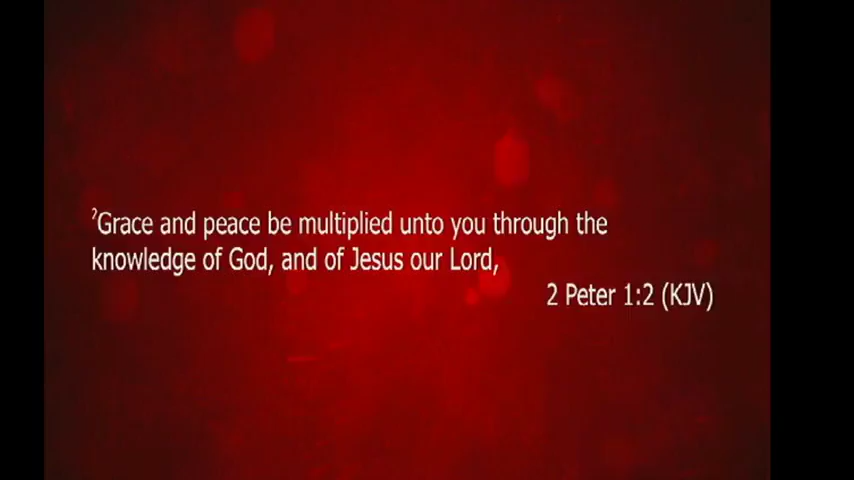 ²Grace and peace be multiplied unto you through the
knowledge of God, and of Jesus our Lord,
2 Peter 1:2 (KJV)